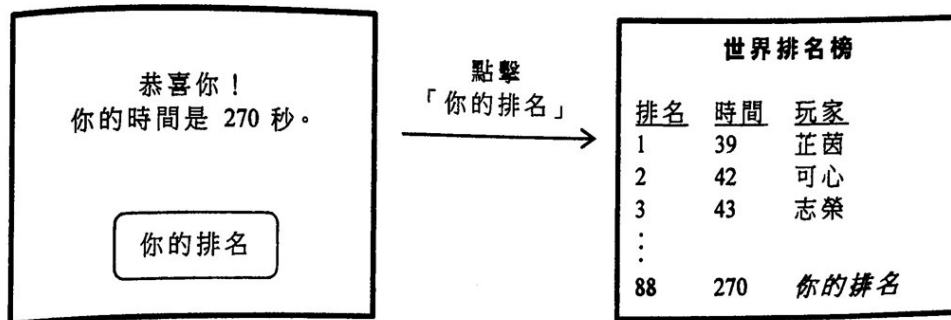 恭喜你！
你的時間是 270 秒。
你的排名
點擊
「你的排名」
世界排名榜
排名 時間 玩家
1 39 芷茵
2 42 可心
3 43 志榮
⋮
88 270 你的排名